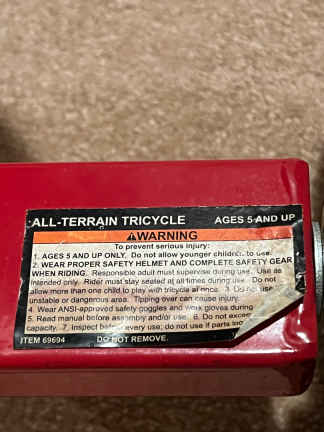 ALL-TERRAIN TRICYCLE AGES 5 AND UP
WARNING
To prevent serious injury:
1. AGES 5 AND UP ONLY. Do not allow younger children to use.
2. WEAR PROPER SAFETY HELMET AND COMPLETE SAFETY GEAR
WHEN RIDING. Responsible adult must supervise during use. Use as
intended only. Rider must stay seated at all times during use. Do not
allow more than one child to play with tricycle at once. 3. Do not use
unstable or dangerous area. Tipping over can cause injury.
4. Wear ANSI-approved safety goggles and work gloves during
5. Read manual before assembly and/or use. 6. Do not exceed
capacity. 7. Inspect before every use; do not use if parts loo
ITEM 69694 DO NOT REMOVE.